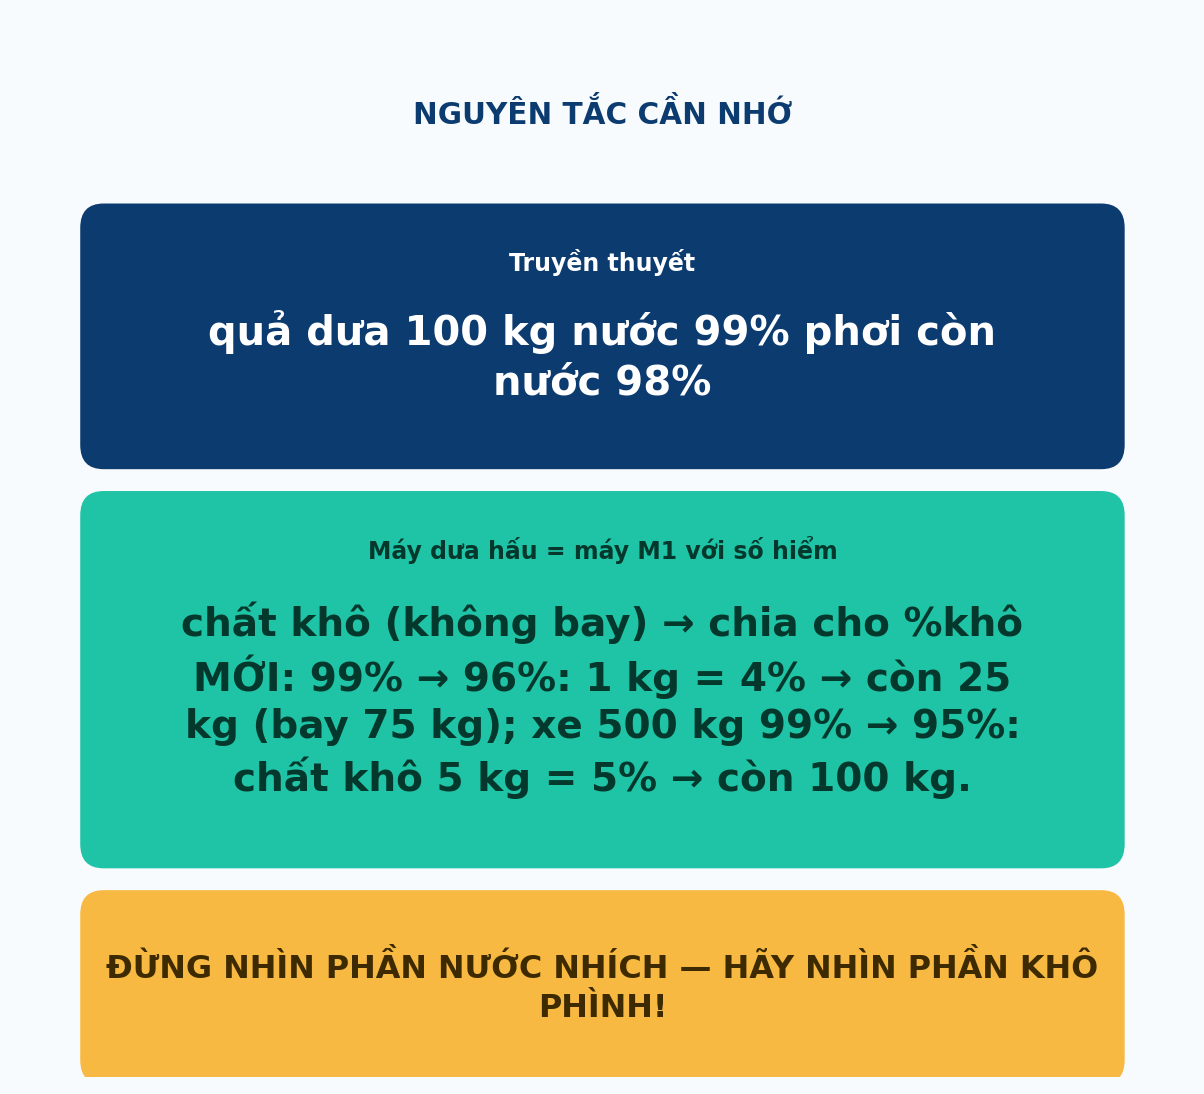 NGUYÊN TẮC CẦN NHỚ
Truyền thuyết
quả dưa 100 kg nước 99% phơi còn
nước 98%
Máy dưa hấu = máy M1 với số hiểm
chất khô (không bay) → chia cho %khô
MỚI: 99% → 96%: 1 kg = 4% → còn 25
kg (bay 75 kg); xe 500 kg 99% → 95%:
chất khô 5 kg = 5% → còn 100 kg.
ĐỪNG NHÌN PHẦN NƯỚC NHÍCH — HÃY NHÌN PHẦN KHÔ
PHÌNH!